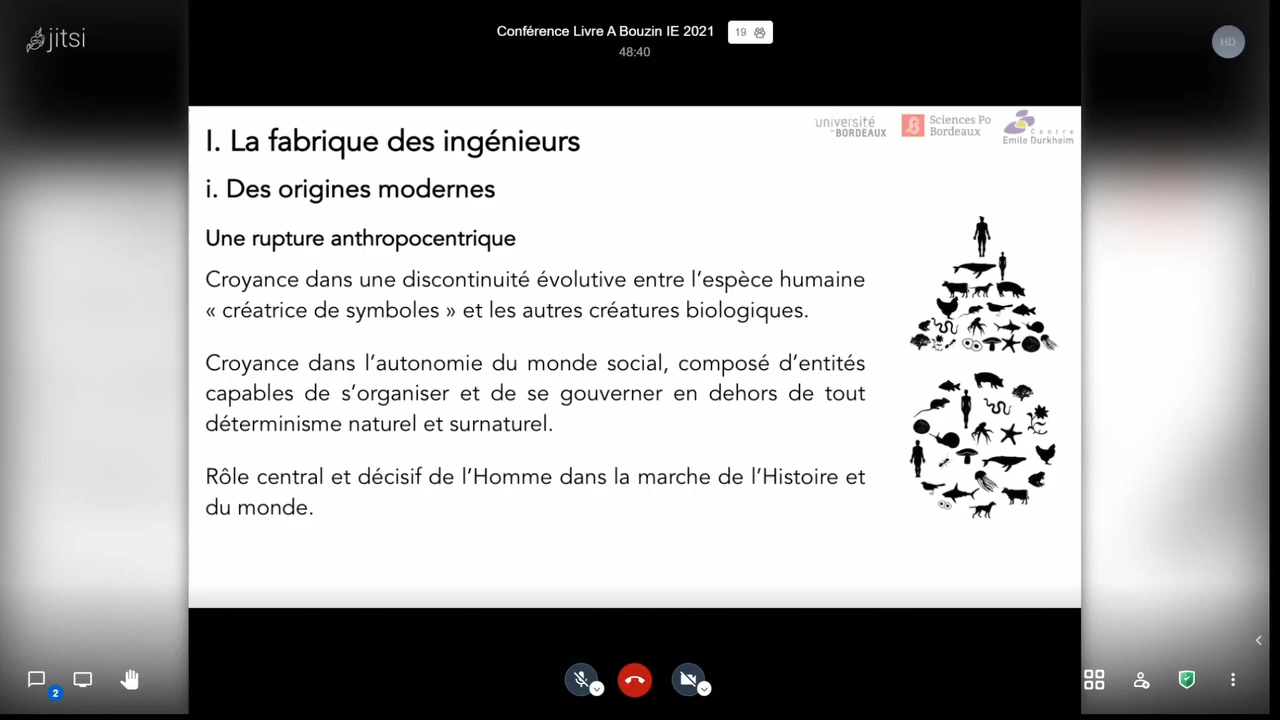 jitsi
Conférence Livre A Bouzin IE 2021
19
48:40
HD
université
de BORDEAUX
Sciences Po
Bordeaux
Centre
Emile Durkheim
I. La fabrique des ingénieurs
i. Des origines modernes
Une rupture anthropocentrique
Croyance dans une discontinuité évolutive entre l’espèce humaine
« créatrice de symboles » et les autres créatures biologiques.
Croyance dans l’autonomie du monde social, composé d’entités
capables de s’organiser et de se gouverner en dehors de tout
déterminisme naturel et surnaturel.
Rôle central et décisif de l’Homme dans la marche de l’Histoire et
du monde.
2